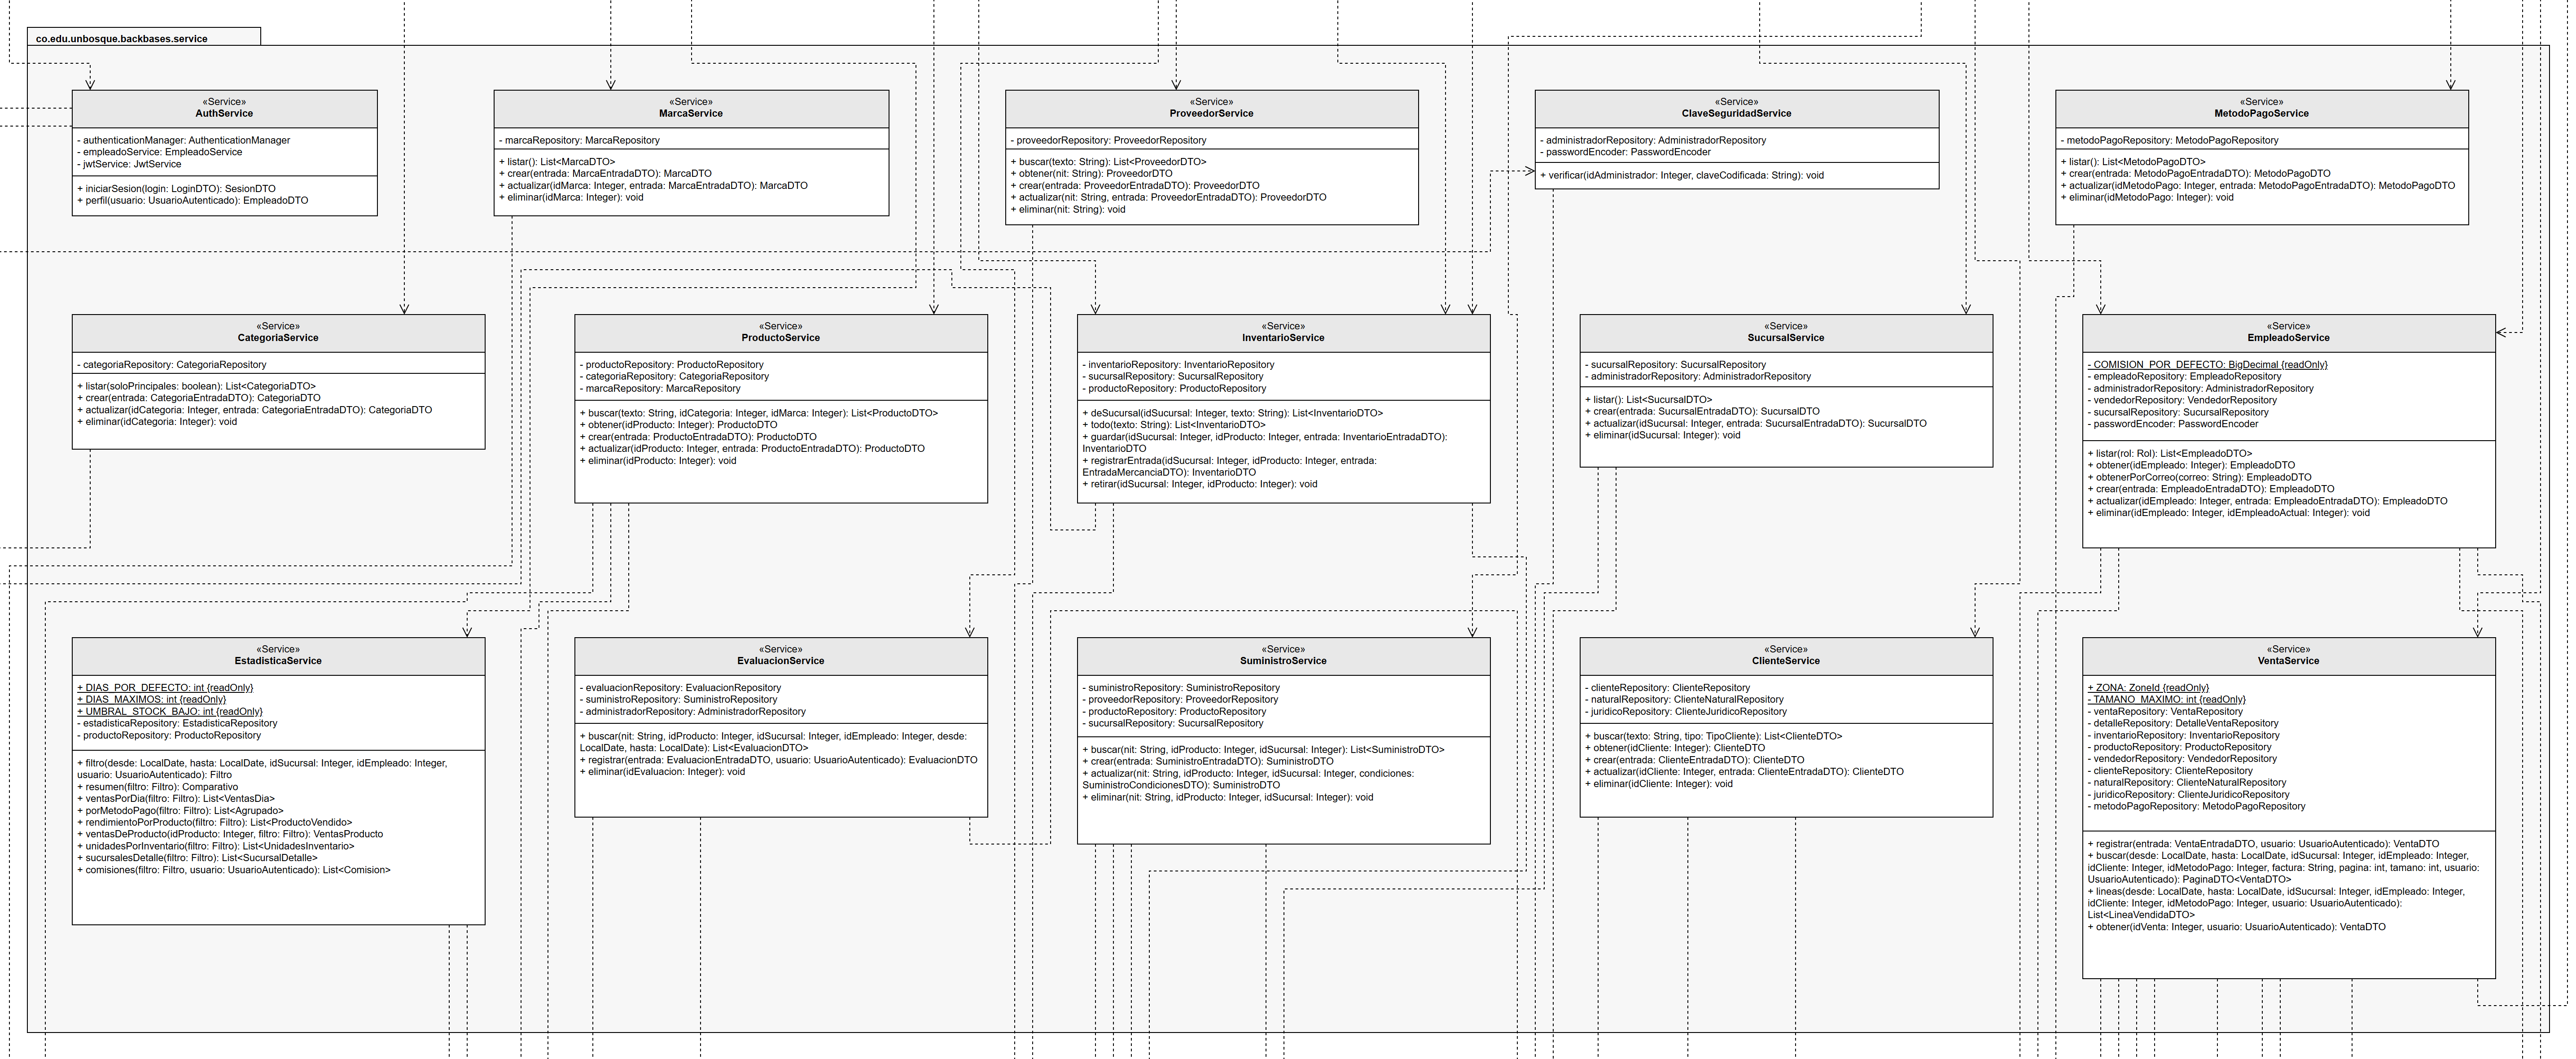 co.edu.unbosque.backbases.service
«Service»
AuthService
- authenticationManager: AuthenticationManager
- empleadoService: EmpleadoService
- jwtService: JwtService
+ iniciarSesion(login: LoginDTO): SesionDTO
+ perfil(usuario: UsuarioAutenticado): EmpleadoDTO
«Service»
MarcaService
- marcaRepository: MarcaRepository
+ listar(): List<MarcaDTO>
+ crear(entrada: MarcaEntradaDTO): MarcaDTO
+ actualizar(idMarca: Integer, entrada: MarcaEntradaDTO): MarcaDTO
+ eliminar(idMarca: Integer): void
«Service»
ProveedorService
- proveedorRepository: ProveedorRepository
+ buscar(texto: String): List<ProveedorDTO>
+ obtener(nit: String): ProveedorDTO
+ crear(entrada: ProveedorEntradaDTO): ProveedorDTO
+ actualizar(nit: String, entrada: ProveedorEntradaDTO): ProveedorDTO
+ eliminar(nit: String): void
«Service»
ClaveSeguridadService
- administradorRepository: AdministradorRepository
- passwordEncoder: PasswordEncoder
+ verificar(idAdministrador: Integer, claveCodificada: String): void
«Service»
MetodoPagoService
- metodoPagoRepository: MetodoPagoRepository
+ listar(): List<MetodoPagoDTO>
+ crear(entrada: MetodoPagoEntradaDTO): MetodoPagoDTO
+ actualizar(idMetodoPago: Integer, entrada: MetodoPagoEntradaDTO): MetodoPagoDTO
+ eliminar(idMetodoPago: Integer): void
«Service»
CategoriaService
- categoriaRepository: CategoriaRepository
+ listar(soloPrincipales: boolean): List<CategoriaDTO>
+ crear(entrada: CategoriaEntradaDTO): CategoriaDTO
+ actualizar(idCategoria: Integer, entrada: CategoriaEntradaDTO): CategoriaDTO
+ eliminar(idCategoria: Integer): void
«Service»
ProductoService
- productoRepository: ProductoRepository
- categoriaRepository: CategoriaRepository
- marcaRepository: MarcaRepository
+ buscar(texto: String, idCategoria: Integer, idMarca: Integer): List<ProductoDTO>
+ obtener(idProducto: Integer): ProductoDTO
+ crear(entrada: ProductoEntradaDTO): ProductoDTO
+ actualizar(idProducto: Integer, entrada: ProductoEntradaDTO): ProductoDTO
+ eliminar(idProducto: Integer): void
«Service»
InventarioService
- inventarioRepository: InventarioRepository
- sucursalRepository: SucursalRepository
- productoRepository: ProductoRepository
+ deSucursal(idSucursal: Integer, texto: String): List<InventarioDTO>
+ todo(texto: String): List<InventarioDTO>
+ guardar(idSucursal: Integer, idProducto: Integer, entrada: InventarioEntradaDTO):
InventarioDTO
+ registrarEntrada(idSucursal: Integer, idProducto: Integer, entrada:
EntradaMercanciaDTO): InventarioDTO
+ retirar(idSucursal: Integer, idProducto: Integer): void
«Service»
SucursalService
- sucursalRepository: SucursalRepository
- administradorRepository: AdministradorRepository
+ listar(): List<SucursalDTO>
+ crear(entrada: SucursalEntradaDTO): SucursalDTO
+ actualizar(idSucursal: Integer, entrada: SucursalEntradaDTO): SucursalDTO
+ eliminar(idSucursal: Integer): void
«Service»
EmpleadoService
- COMISION_POR_DEFECTO: BigDecimal {readOnly}
- empleadoRepository: EmpleadoRepository
- administradorRepository: AdministradorRepository
- vendedorRepository: VendedorRepository
- sucursalRepository: SucursalRepository
- passwordEncoder: PasswordEncoder
+ listar(rol: Rol): List<EmpleadoDTO>
+ obtener(idEmpleado: Integer): EmpleadoDTO
+ obtenerPorCorreo(correo: String): EmpleadoDTO
+ crear(entrada: EmpleadoEntradaDTO): EmpleadoDTO
+ actualizar(idEmpleado: Integer, entrada: EmpleadoEntradaDTO): EmpleadoDTO
+ eliminar(idEmpleado: Integer, idEmpleadoActual: Integer): void
«Service»
EstadisticaService
+ DIAS_POR_DEFECTO: int {readOnly}
+ DIAS_MAXIMOS: int {readOnly}
+ UMBRAL_STOCK_BAJO: int {readOnly}
- estadisticaRepository: EstadisticaRepository
- productoRepository: ProductoRepository
+ filtro(desde: LocalDate, hasta: LocalDate, idSucursal: Integer, idEmpleado: Integer,
usuario: UsuarioAutenticado): Filtro
+ resumen(filtro: Filtro): Comparativo
+ ventasPorDia(filtro: Filtro): List<VentasDia>
+ porMetodoPago(filtro: Filtro): List<Agrupado>
+ rendimientoPorProducto(filtro: Filtro): List<ProductoVendido>
+ ventasDeProducto(idProducto: Integer, filtro: Filtro): VentasProducto
+ unidadesPorInventario(filtro: Filtro): List<UnidadesInventario>
+ sucursalesDetalle(filtro: Filtro): List<SucursalDetalle>
+ comisiones(filtro: Filtro, usuario: UsuarioAutenticado): List<Comision>
«Service»
EvaluacionService
- evaluacionRepository: EvaluacionRepository
- suministroRepository: SuministroRepository
- administradorRepository: AdministradorRepository
+ buscar(nit: String, idProducto: Integer, idSucursal: Integer, idEmpleado: Integer, desde:
LocalDate, hasta: LocalDate): List<EvaluacionDTO>
+ registrar(entrada: EvaluacionEntradaDTO, usuario: UsuarioAutenticado): EvaluacionDTO
+ eliminar(idEvaluacion: Integer): void
«Service»
SuministroService
- suministroRepository: SuministroRepository
- proveedorRepository: ProveedorRepository
- productoRepository: ProductoRepository
- sucursalRepository: SucursalRepository
+ buscar(nit: String, idProducto: Integer, idSucursal: Integer): List<SuministroDTO>
+ crear(entrada: SuministroEntradaDTO): SuministroDTO
+ actualizar(nit: String, idProducto: Integer, idSucursal: Integer, condiciones:
SuministroCondicionesDTO): SuministroDTO
+ eliminar(nit: String, idProducto: Integer, idSucursal: Integer): void
«Service»
ClienteService
- clienteRepository: ClienteRepository
- naturalRepository: ClienteNaturalRepository
- juridicoRepository: ClienteJuridicoRepository
+ buscar(texto: String, tipo: TipoCliente): List<ClienteDTO>
+ obtener(idCliente: Integer): ClienteDTO
+ crear(entrada: ClienteEntradaDTO): ClienteDTO
+ actualizar(idCliente: Integer, entrada: ClienteEntradaDTO): ClienteDTO
+ eliminar(idCliente: Integer): void
«Service»
VentaService
+ ZONA: ZoneId {readOnly}
- TAMANO_MAXIMO: int {readOnly}
- ventaRepository: VentaRepository
- detalleRepository: DetalleVentaRepository
- inventarioRepository: InventarioRepository
- productoRepository: ProductoRepository
- vendedorRepository: VendedorRepository
- clienteRepository: ClienteRepository
- naturalRepository: ClienteNaturalRepository
- juridicoRepository: ClienteJuridicoRepository
- metodoPagoRepository: MetodoPagoRepository
+ registrar(entrada: VentaEntradaDTO, usuario: UsuarioAutenticado): VentaDTO
+ buscar(desde: LocalDate, hasta: LocalDate, idSucursal: Integer, idEmpleado: Integer,
idCliente: Integer, idMetodoPago: Integer, factura: String, pagina: int, tamano: int, usuario:
UsuarioAutenticado): PaginaDTO<VentaDTO>
+ lineas(desde: LocalDate, hasta: LocalDate, idSucursal: Integer, idEmpleado: Integer,
idCliente: Integer, idMetodoPago: Integer, usuario: UsuarioAutenticado):
List<LineaVendidaDTO>
+ obtener(idVenta: Integer, usuario: UsuarioAutenticado): VentaDTO